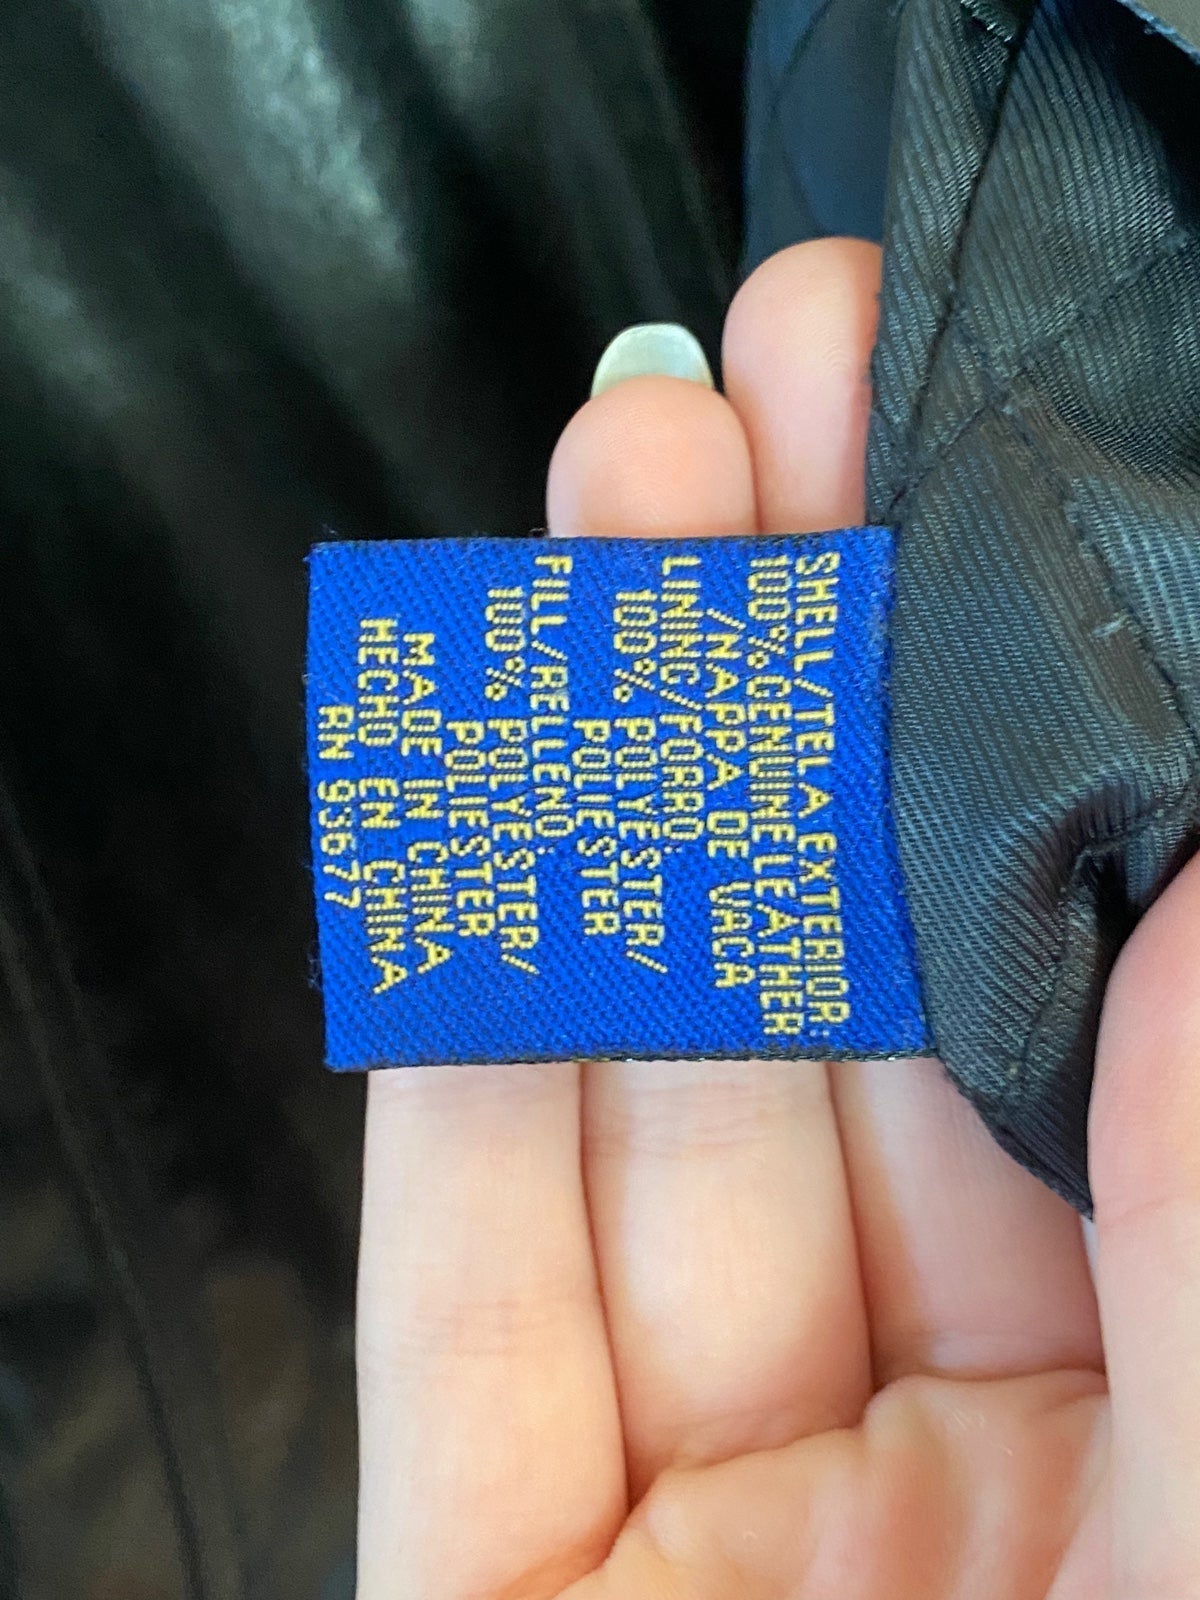 SHELL/TELA EXTERIOR:
100%GENUINE LEATHER
/NAPPA DE VACA
LINING/FORRO:
100% POLYESTER/
POLIESTER
FILL/RELLENO:
100% POLYESTER/
POLIESTER
MADE IN CHINA
HECHO EN CHINA
RN 93677